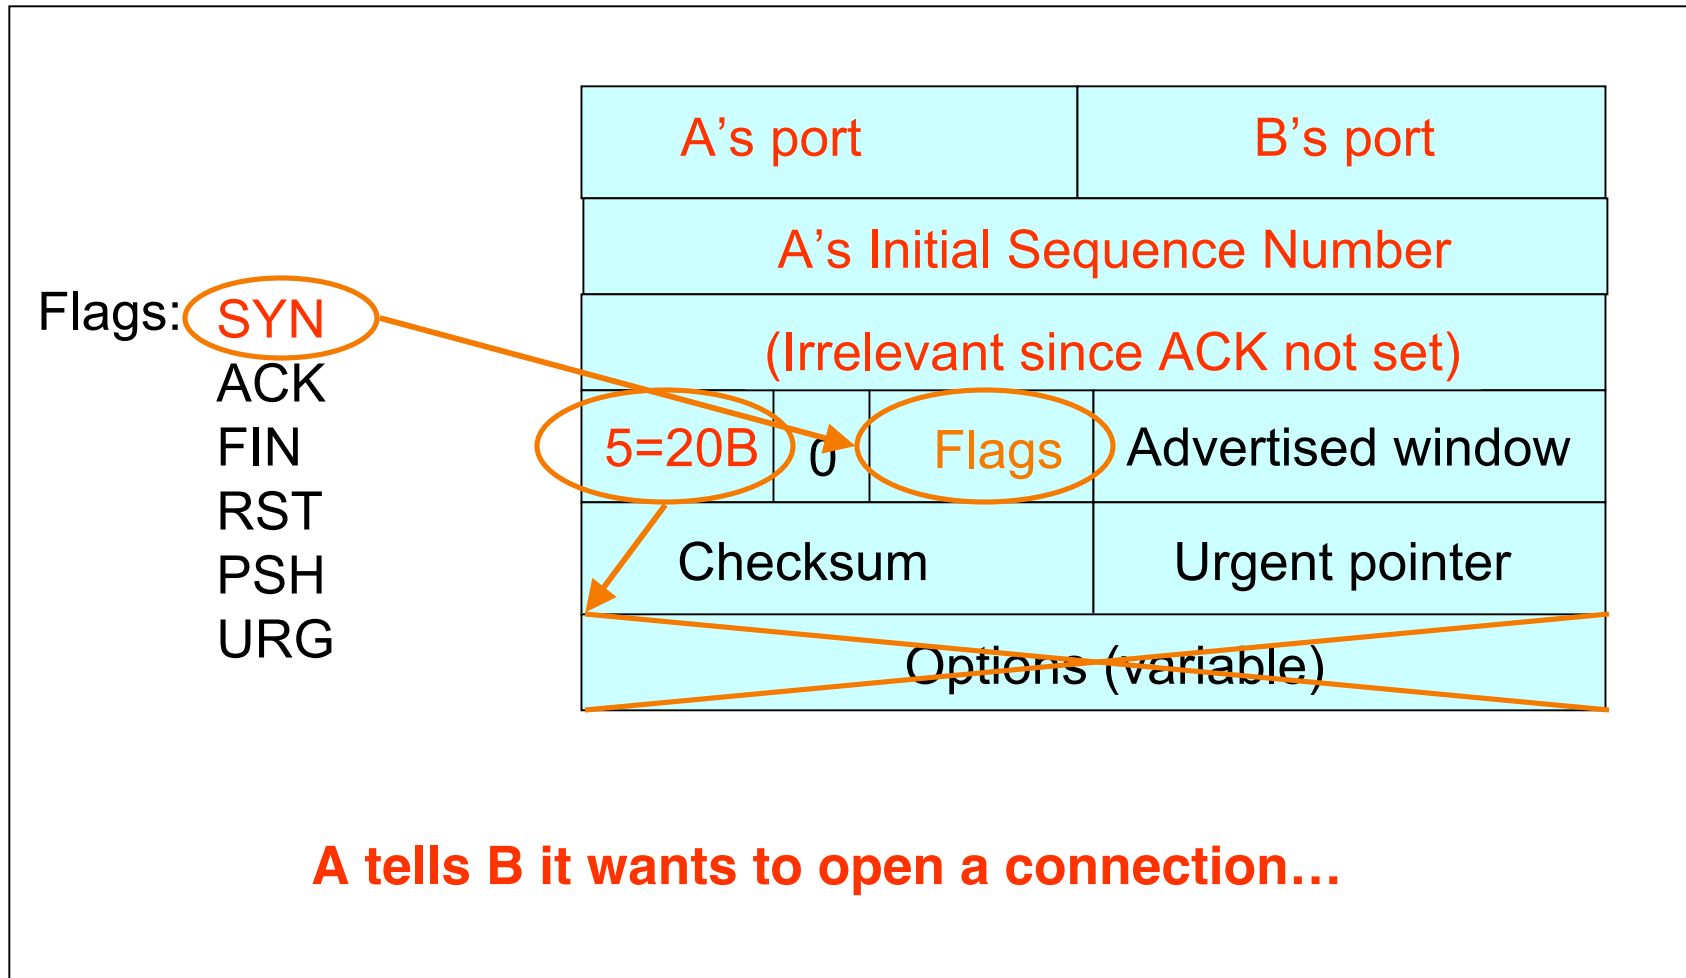 A’s port
B’s port
A’s Initial Sequence Number
Flags:
SYN
(Irrelevant since ACK not set)
ACK
FIN
RST
PSH
URG
5=20B
0
Flags
Advertised window
Checksum
Urgent pointer
Options (variable)
A tells B it wants to open a connection…